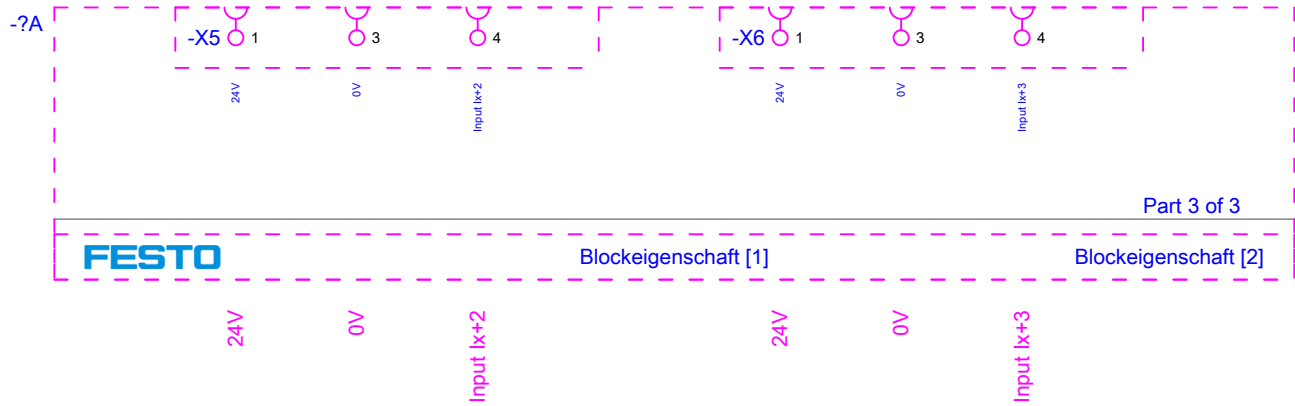 -?A
-X5 1 3 4 -X6 1 3 4
24V 0V Input Ix+2 24V 0V Input Ix+3
Part 3 of 3
FESTO Blockeigenschaft [1] Blockeigenschaft [2]
24V 0V Input Ix+2 24V 0V Input Ix+3